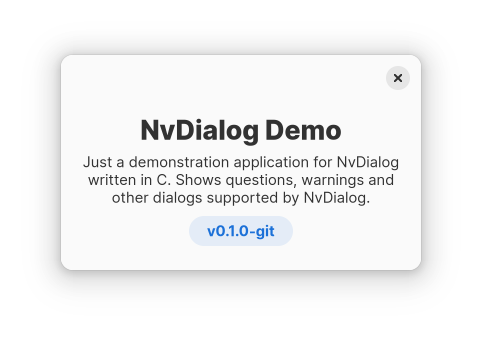 NvDialog Demo
Just a demonstration application for NvDialog
written in C. Shows questions, warnings and
other dialogs supported by NvDialog.
v0.1.0-git